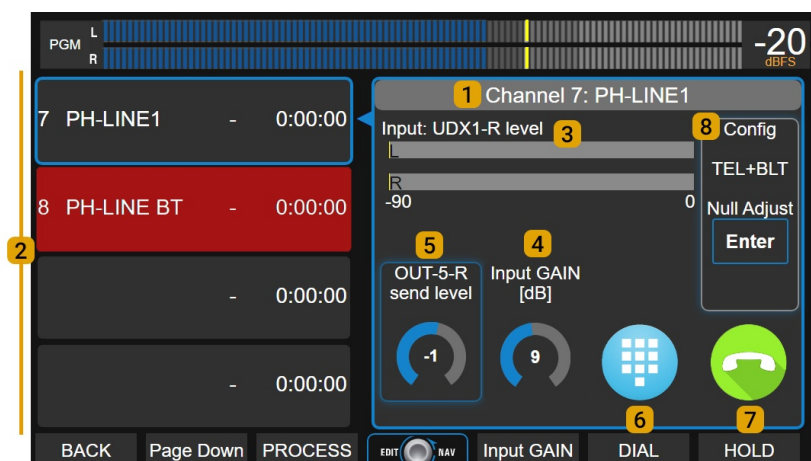 PGM
L
R
-20
dBFS
2
7 PH-LINE1 - 0:00:00
8 PH-LINE BT - 0:00:00
- 0:00:00
- 0:00:00
1 Channel 7: PH-LINE1
Input: UDX1-R level 3
L
R
-90 0
8 Config
TEL+BLT
Null Adjust
Enter
5
OUT-5-R
send level
-1
4
Input GAIN
[dB]
9
6
7
BACK Page Down PROCESS EDIT NAV Input GAIN DIAL HOLD